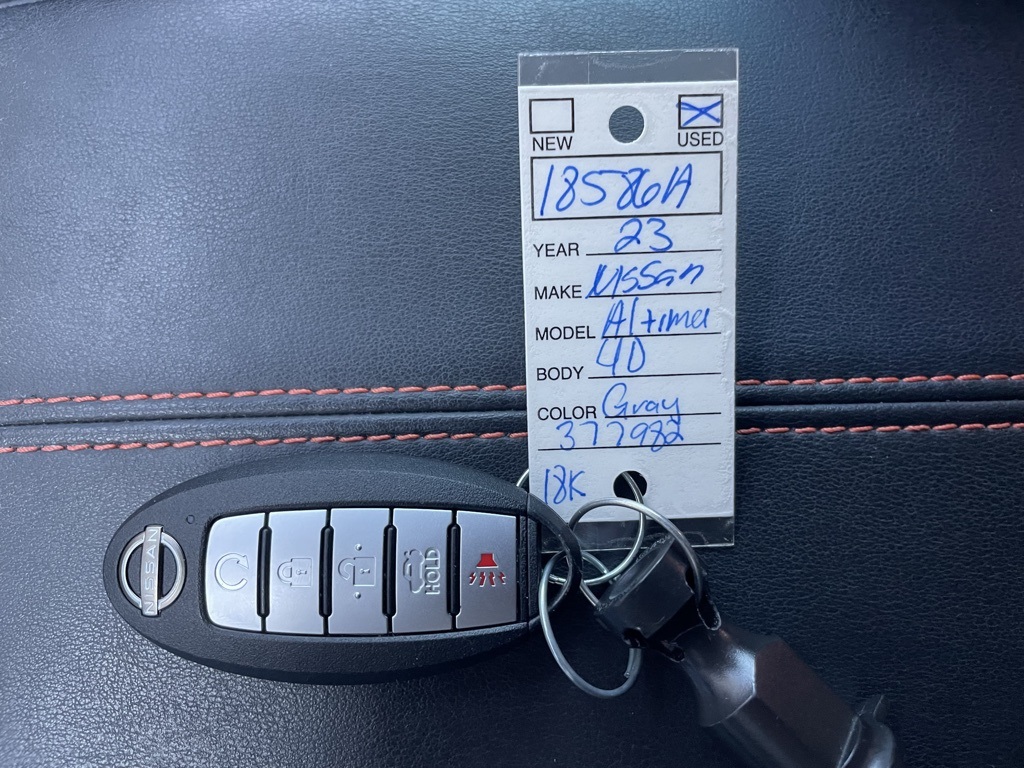 NEW USED
18586A
YEAR 23
MAKE Nissan
MODEL Altima
BODY 4D
COLOR Gray
377982
18K
NISSAN
HOLD